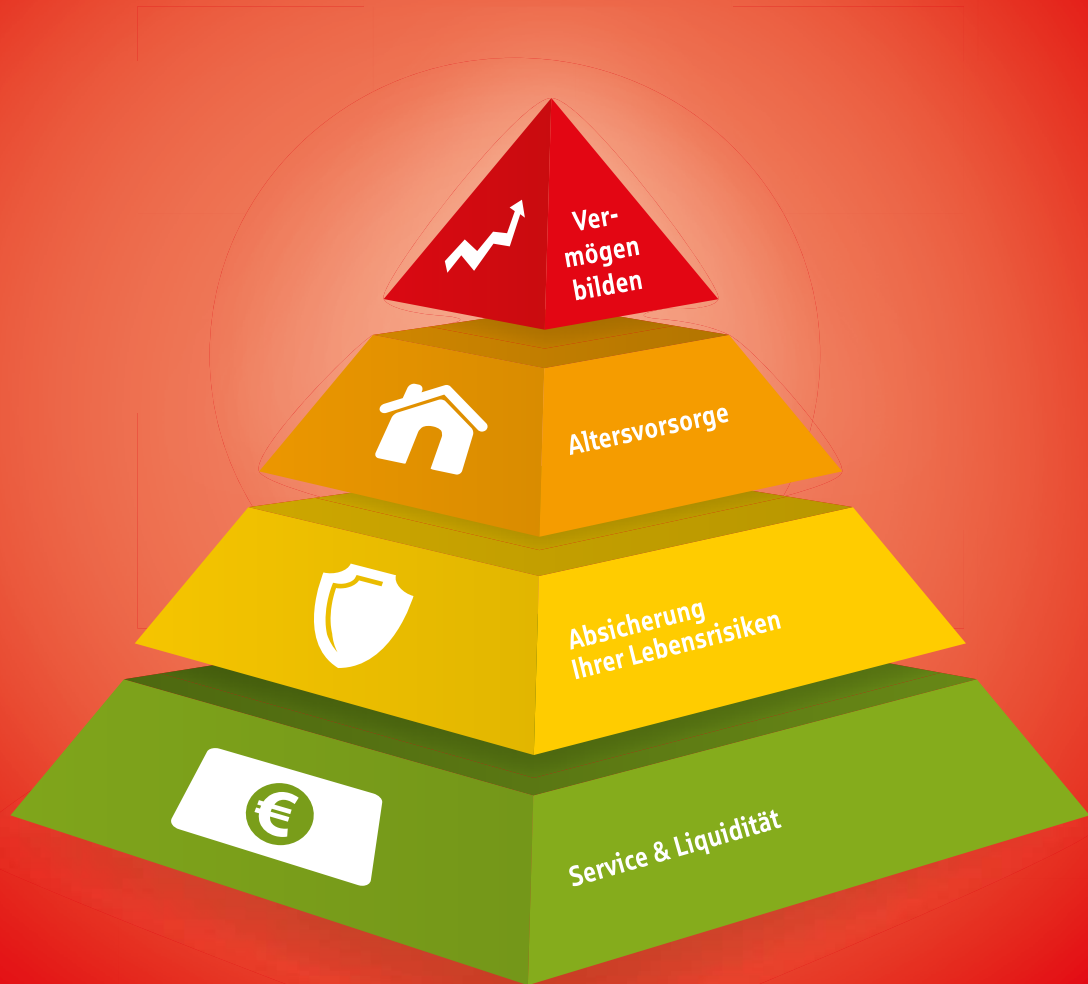 Ver-
mögen
bilden
Altersvorsorge
Absicherung
Ihrer Lebensrisiken
€
Service & Liquidität